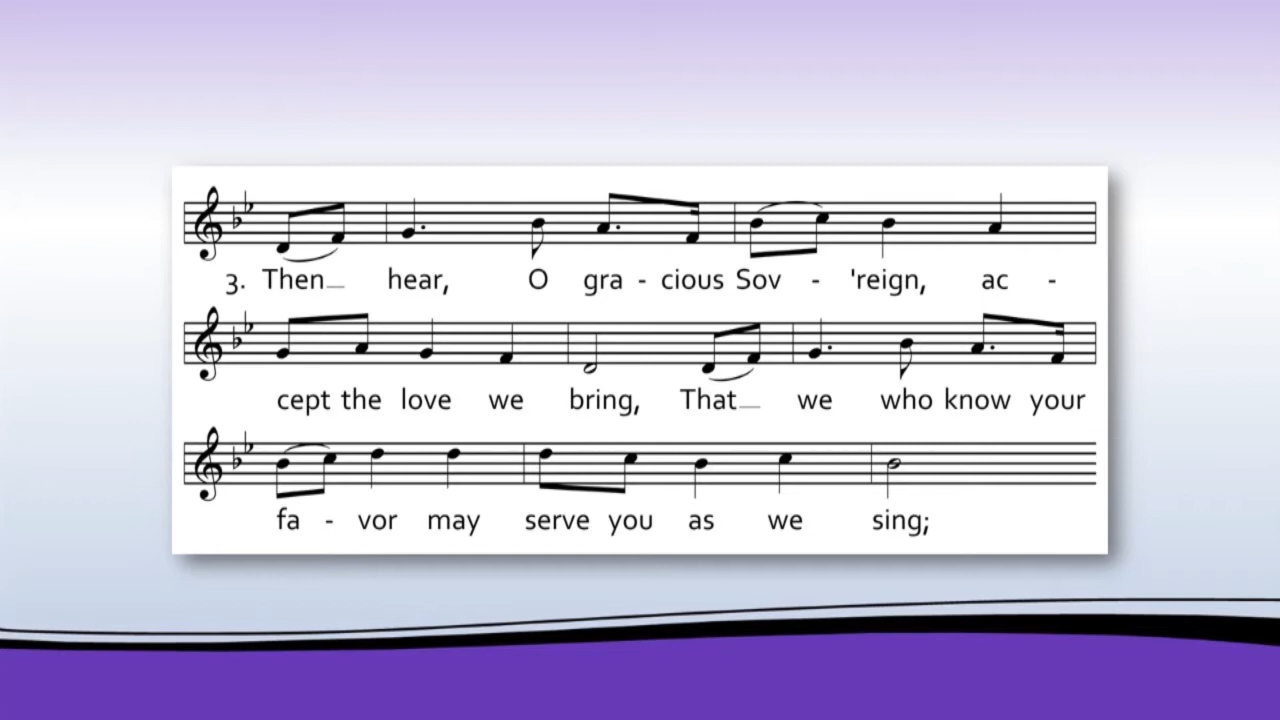 3. Then hear, O gra - cious Sov - 'reign, ac -
cept the love we bring, That we who know your
fa - vor may serve you as we sing;